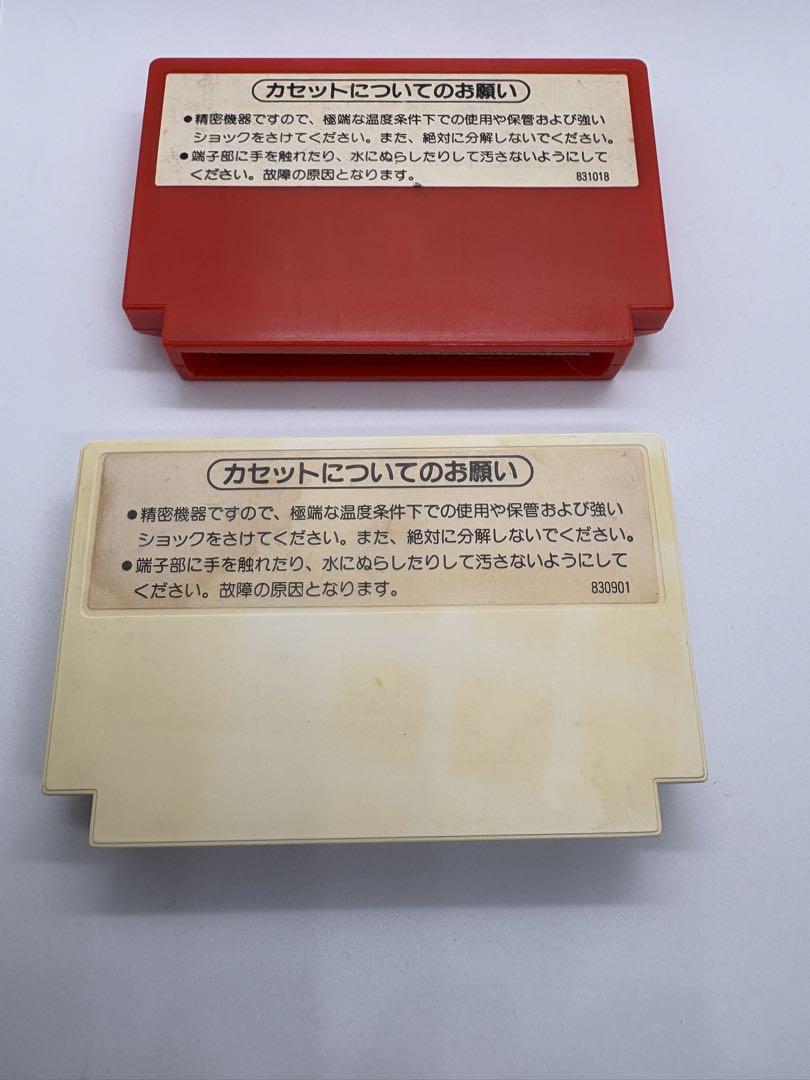 カセットについてのお願い
●精密機器ですので、極端な温度条件下での使用や保管および強い
ショックをさけてください。また、絶対に分解しないでください。
●端子部に手を触れたり、水にぬらしたりして汚さないようにして
ください。故障の原因となります。 831018
カセットについてのお願い
●精密機器ですので、極端な温度条件下での使用や保管および強い
ショックをさけてください。また、絶対に分解しないでください。
●端子部に手を触れたり、水にぬらしたりして汚さないようにして
ください。故障の原因となります。 830901